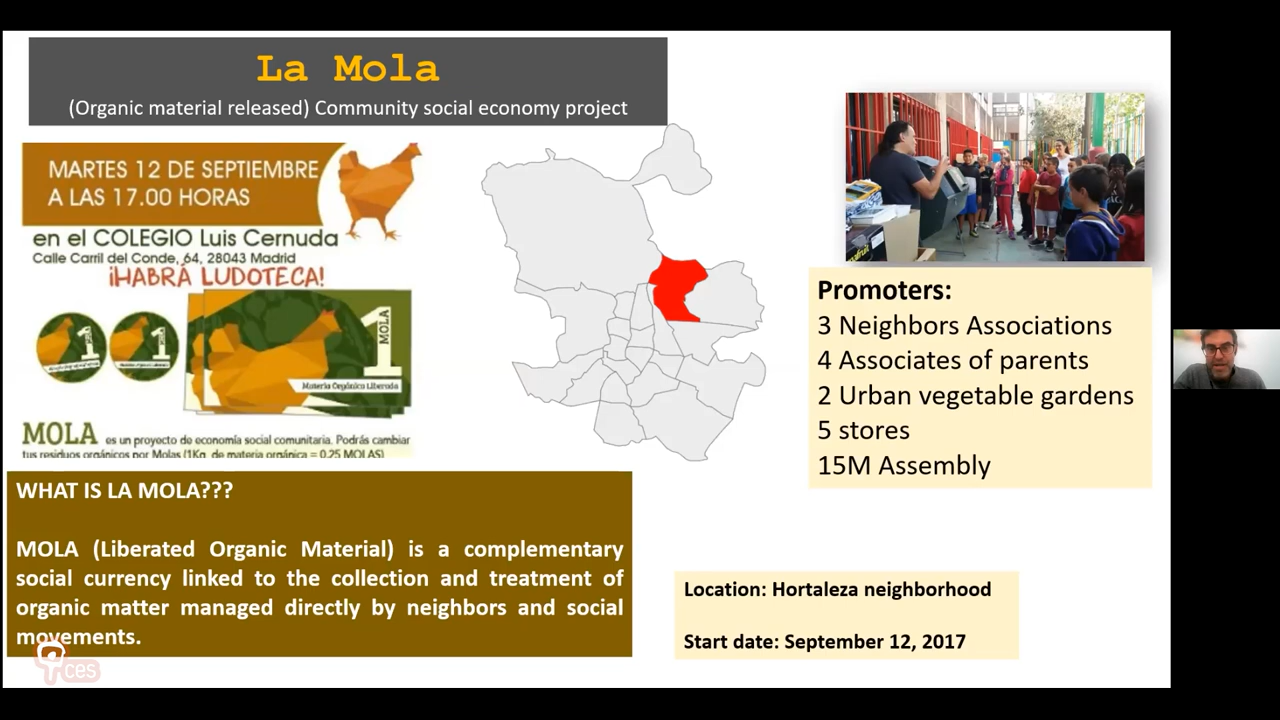 La Mola
(Organic material released) Community social economy project
MARTES 12 DE SEPTIEMBRE
A LAS 17.00 HORAS
en el COLEGIO Luis Cernuda
Calle Carril del Conde, 64, 28043 Madrid
¡HABRÁ LUDOTECA!
1
1
1 MOLA
Materia Orgánica Liberada
MOLA es un proyecto de economía social comunitaria. Podrás cambiar
tus residuos orgánicos por Molas (1Kg. de materia orgánica = 0,25 MOLAS)
WHAT IS LA MOLA???
MOLA (Liberated Organic Material) is a complementary
social currency linked to the collection and treatment of
organic matter managed directly by neighbors and social
movements.
ces
Promoters:
3 Neighbors Associations
4 Associates of parents
2 Urban vegetable gardens
5 stores
15M Assembly
Location: Hortaleza neighborhood
Start date: September 12, 2017